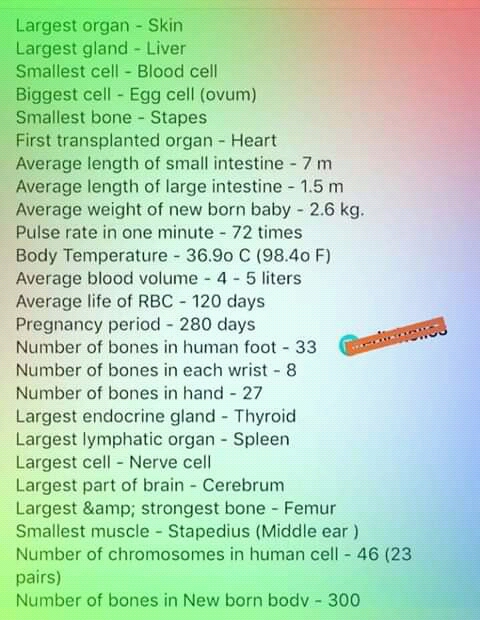 Largest organ - Skin
Largest gland - Liver
Smallest cell - Blood cell
Biggest cell - Egg cell (ovum)
Smallest bone - Stapes
First transplanted organ - Heart
Average length of small intestine - 7 m
Average length of large intestine - 1.5 m
Average weight of new born baby - 2.6 kg.
Pulse rate in one minute - 72 times
Body Temperature - 36.9o C (98.4o F)
Average blood volume - 4 - 5 liters
Average life of RBC - 120 days
Pregnancy period - 280 days
Number of bones in human foot - 33
Number of bones in each wrist - 8
Number of bones in hand - 27
Largest endocrine gland - Thyroid
Largest lymphatic organ - Spleen
Largest cell - Nerve cell
Largest part of brain - Cerebrum
Largest &amp; strongest bone - Femur
Smallest muscle - Stapedius (Middle ear )
Number of chromosomes in human cell - 46 (23
pairs)
Number of bones in New born body - 300